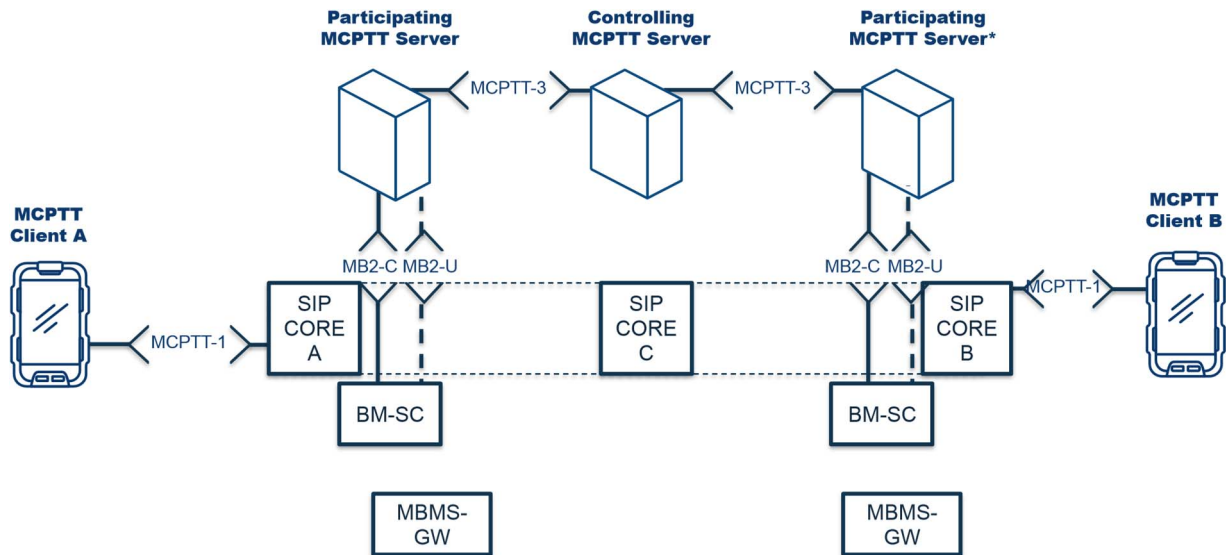 Participating
MCPTT Server
Controlling
MCPTT Server
Participating
MCPTT Server*
MCPTT-3
MCPTT-3
MCPTT
Client A
MCPTT
Client B
MB2-C
MB2-U
MB2-C
MB2-U
MCPTT-1
SIP
CORE
A
SIP
CORE
C
SIP
CORE
B
MCPTT-1
BM-SC
BM-SC
MBMS-
GW
MBMS-
GW